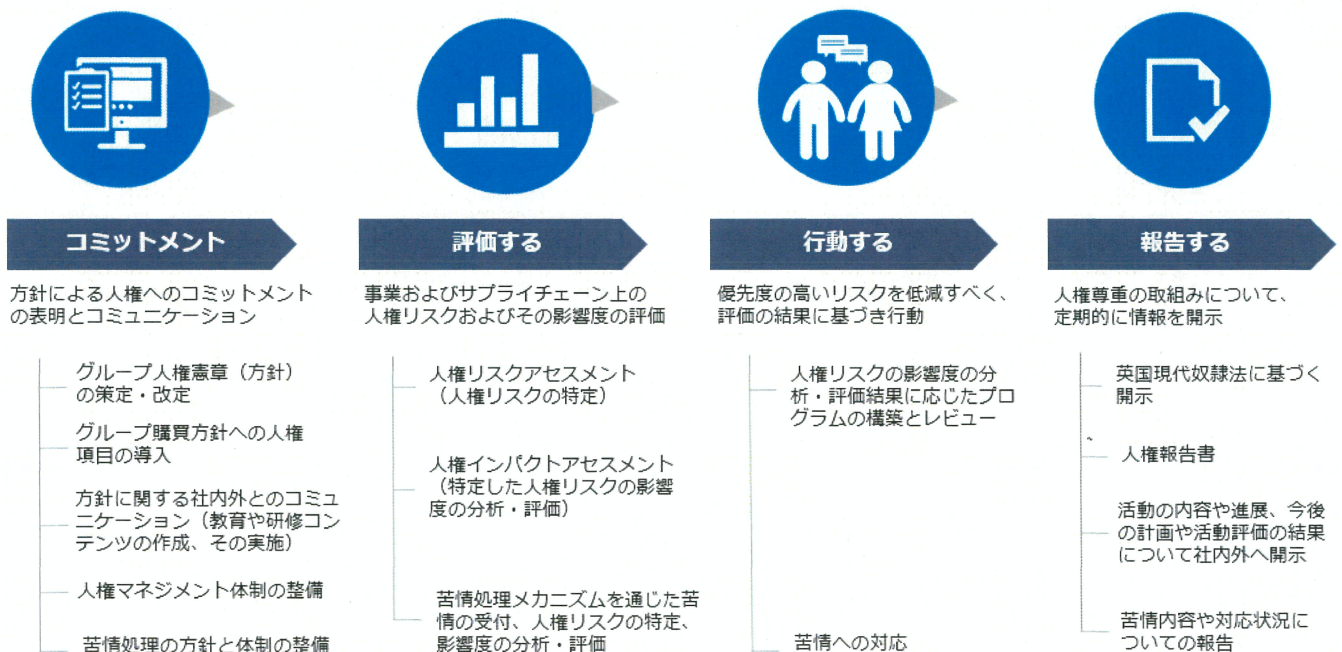 コミットメント
方針による人権へのコミットメント
の表明とコミュニケーション
グループ人権憲章（方針）
の策定・改定
グループ購買方針への人権
項目の導入
方針に関する社内外とのコミュ
ニケーション（教育や研修コン
テンツの作成、その実施）
人権マネジメント体制の整備
苦情処理の方針と体制の整備
評価する
事業およびサプライチェーン上の
人権リスクおよびその影響度の評価
人権リスクアセスメント
（人権リスクの特定）
人権インパクトアセスメント
（特定した人権リスクの影響
度の分析・評価）
苦情処理メカニズムを通じた苦
情の受付、人権リスクの特定、
影響度の分析・評価
行動する
優先度の高いリスクを低減すべく、
評価の結果に基づき行動
人権リスクの影響度の分
析・評価結果に応じたプロ
グラムの構築とレビュー
苦情への対応
報告する
人権尊重の取組みについて、
定期的に情報を開示
英国現代奴隷法に基づく
開示
人権報告書
活動の内容や進展、今後
の計画や活動評価の結果
について社内外へ開示
苦情内容や対応状況に
ついての報告